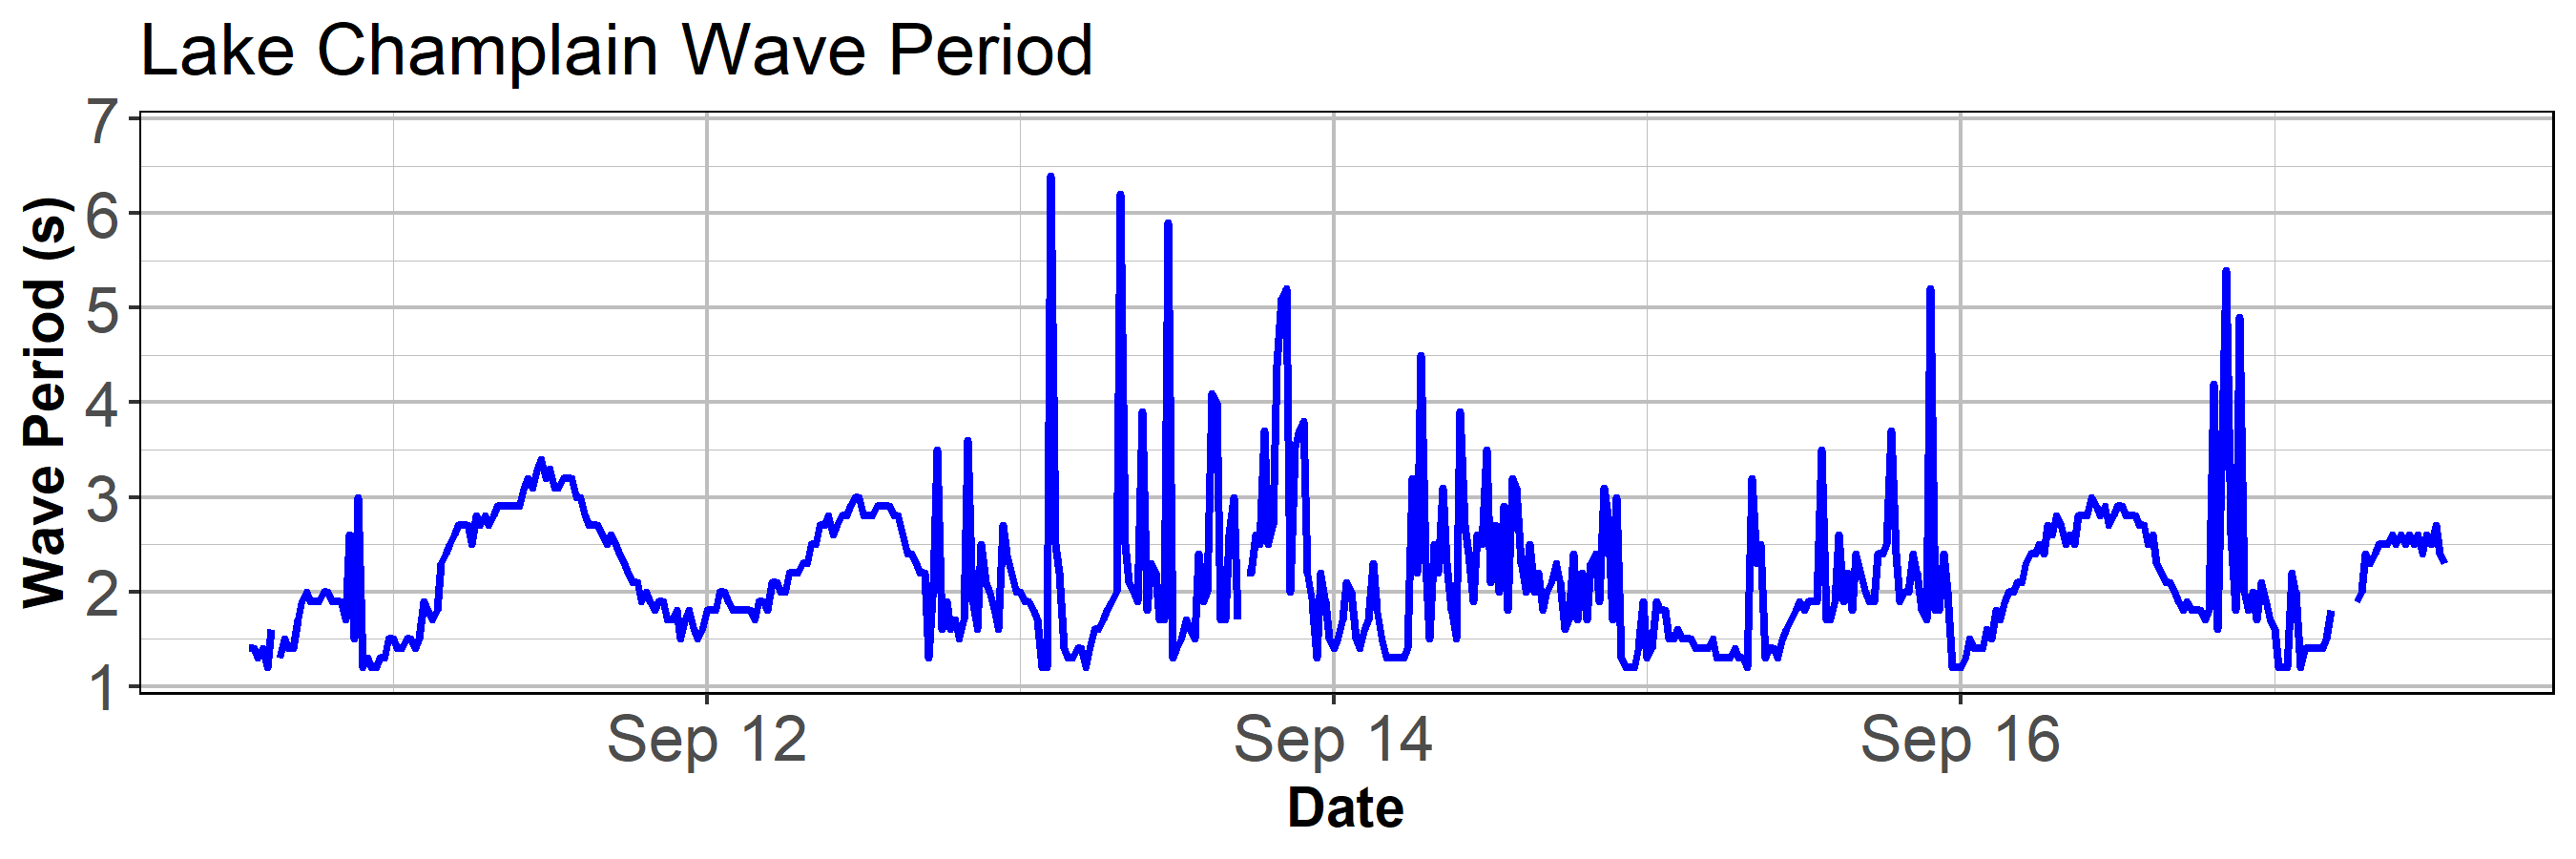 Lake Champlain Wave Period
Wave Period (s)
7
6
5
4
3
2
1
Sep 12
Sep 14
Sep 16
Date